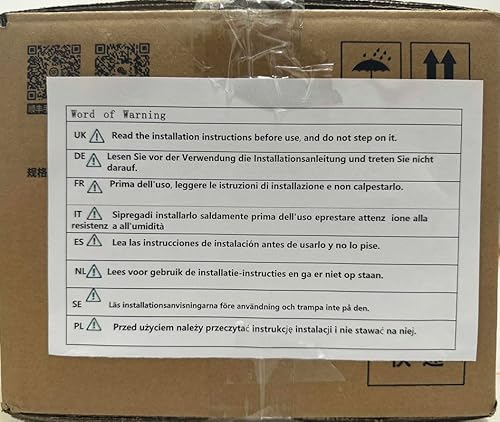 规格
Word of Warning
UK Read the installation instructions before use, and do not step on it.
DE Lesen Sie vor der Verwendung die Installationsanleitung und treten Sie nicht
darauf.
FR Prima dell'uso, leggere le istruzioni di installazione e non calpestarlo.
IT Sipregadi installarlo saldamente prima dell'uso eprestare attenz ione alla
resistenz a all'umidità
ES Lea las instrucciones de instalación antes de usarlo y no lo pise.
NL Lees voor gebruik de installatie-instructies en ga er niet op staan.
SE Läs installationsanvisningarna före användning och trampa inte på den.
PL Przed użyciem należy przeczytać instrukcję instalacji i nie stawać na niej.